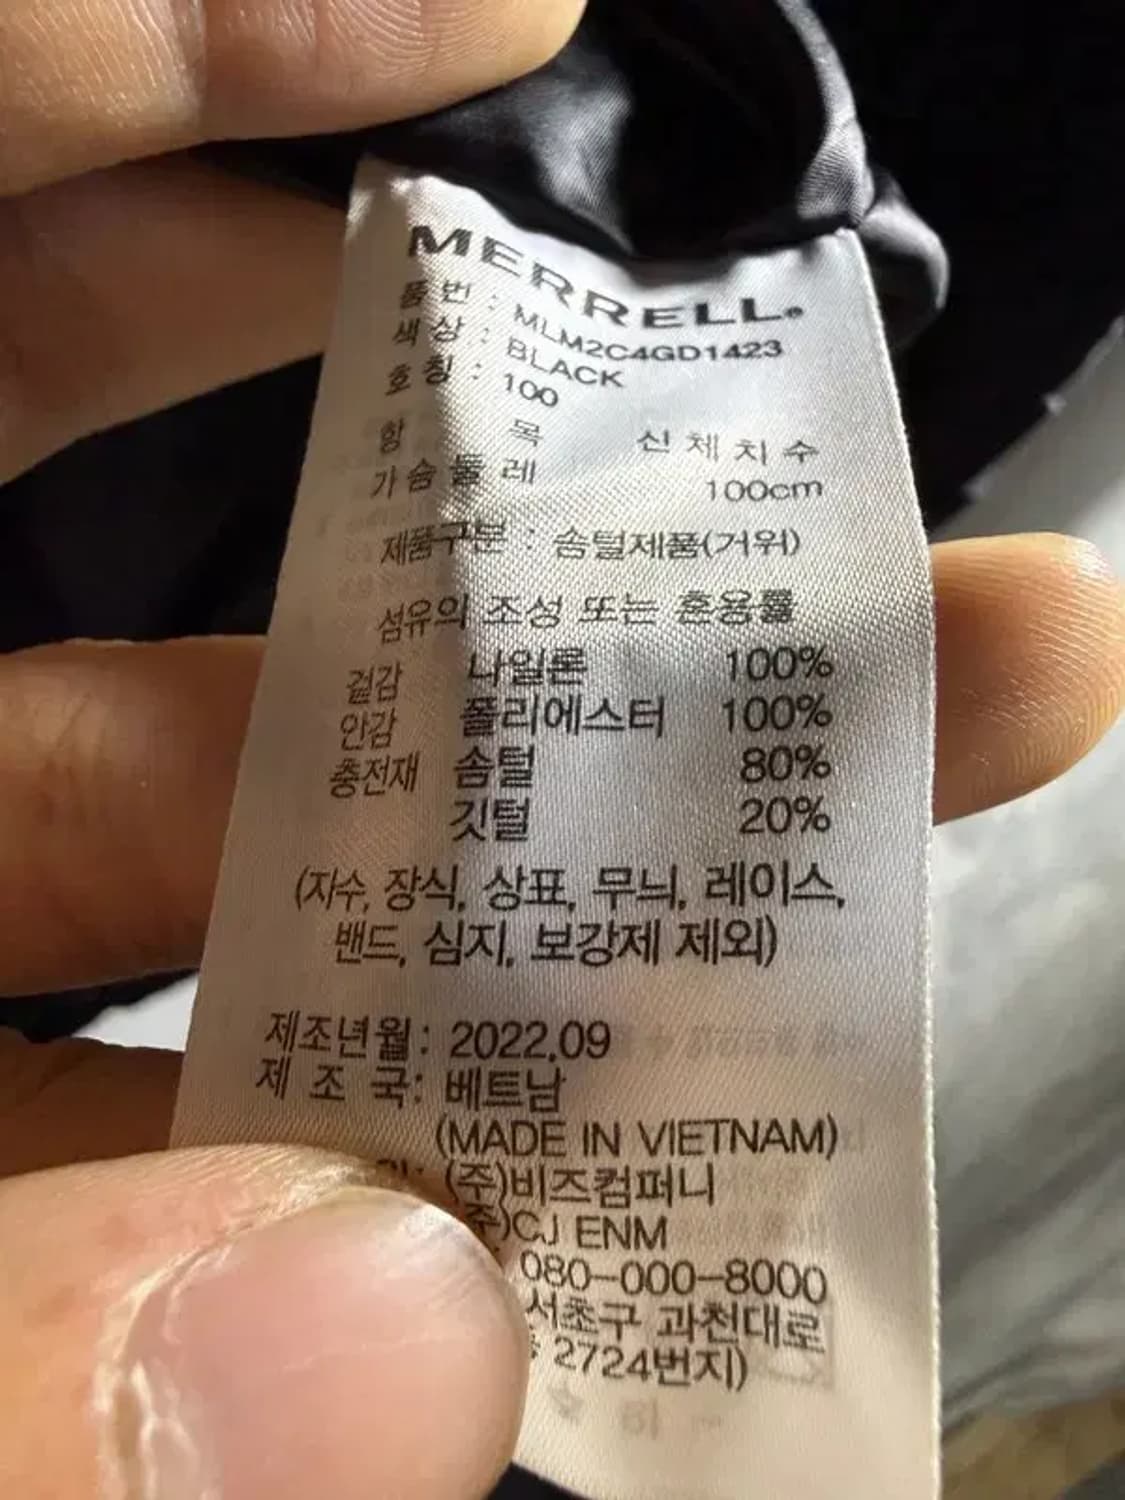 MERRELL.
품 번 : MLM2C4GD1423
색 상 : BLACK
호 칭 : 100
항 목 신 체 치 수
가 슴 둘 레 100cm
제품구분 : 솜털제품(거위)
섬유의 조성 또는 혼용률
겉감 나일론 100%
안감 폴리에스터 100%
충전재 솜털 80%
깃털 20%
(자수, 장식, 상표, 무늬, 레이스,
밴드, 심지, 보강제 제외)
제조년월: 2022.09
제 조 국: 베트남
(MADE IN VIETNAM)
(주)비즈컴퍼니
(주)CJ ENM
080-000-8000
서초구 과천대로
2724번지)